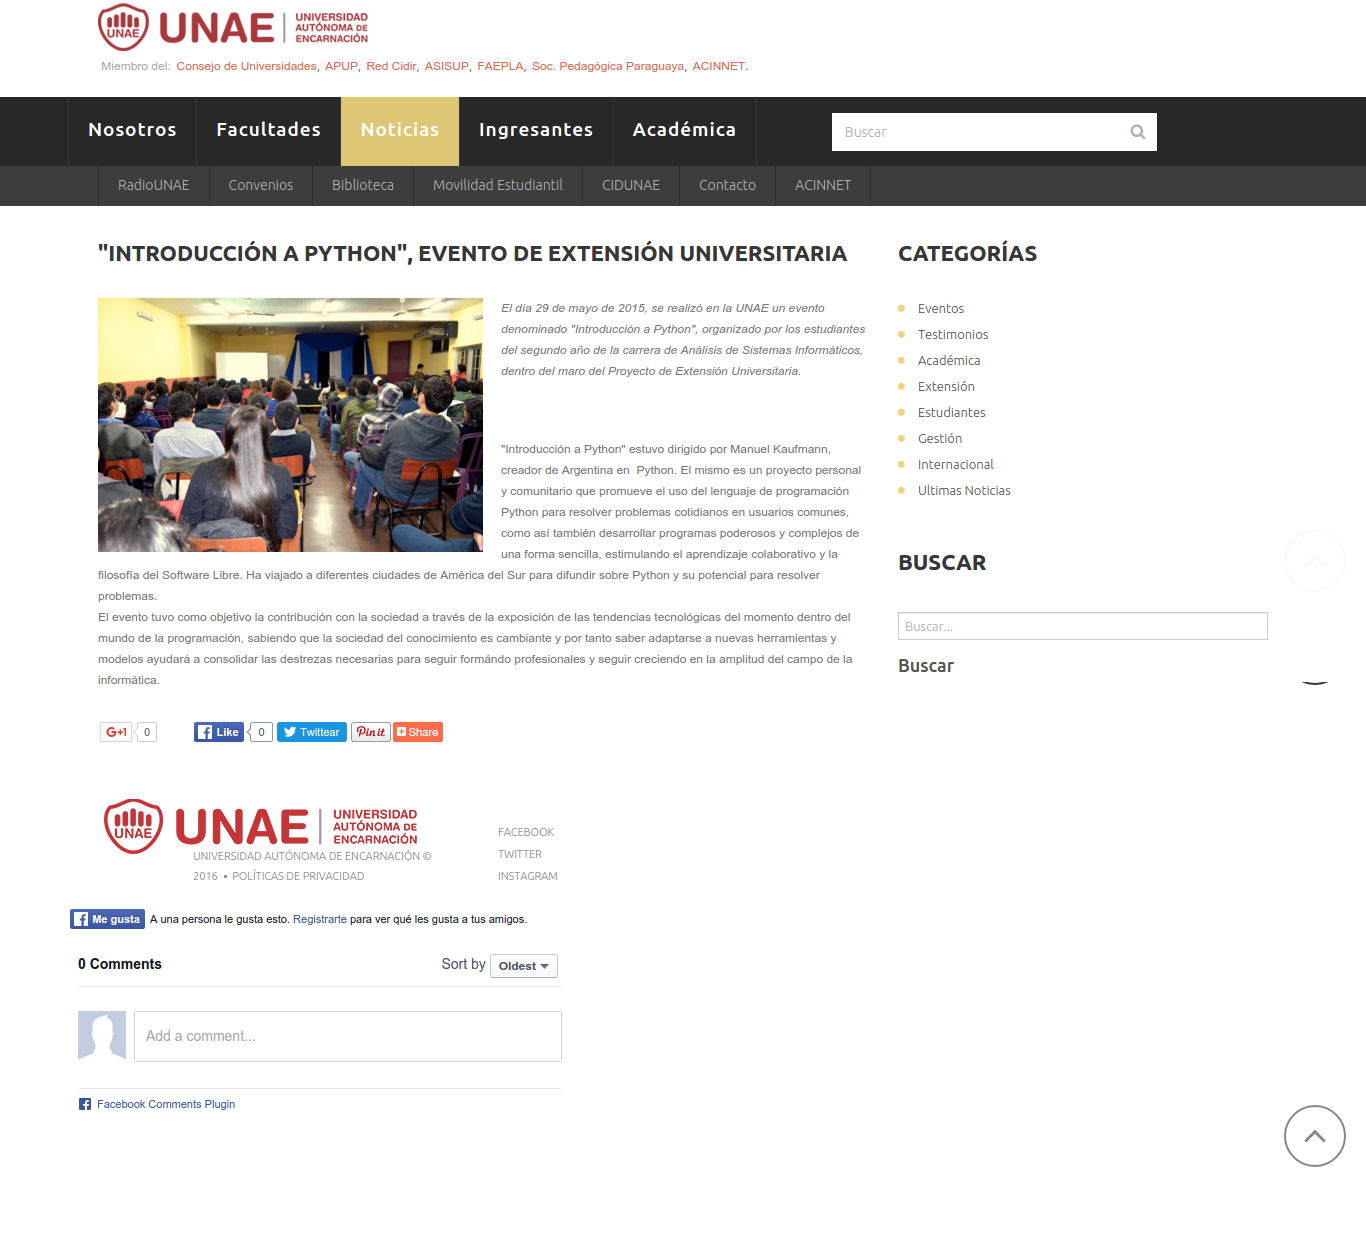 UNAE UNAE UNIVERSIDAD AUTÓNOMA DE ENCARNACIÓN
Miembro del: Consejo de Universidades, APUP, Red Cidir, ASISUP, FAEPLA, Soc. Pedagógica Paraguaya, ACINNET.
Nosotros Facultades Noticias Ingresantes Académica Buscar
RadioUNAE Convenios Biblioteca Movilidad Estudiantil CIDUNAE Contacto ACINNET
"INTRODUCCIÓN A PYTHON", EVENTO DE EXTENSIÓN UNIVERSITARIA
El día 29 de mayo de 2015, se realizó en la UNAE un evento
denominado "Introducción a Python", organizado por los estudiantes
del segundo año de la carrera de Análisis de Sistemas Informáticos,
dentro del maro del Proyecto de Extensión Universitaria.
"Introducción a Python" estuvo dirigido por Manuel Kaufmann,
creador de Argentina en Python. El mismo es un proyecto personal
y comunitario que promueve el uso del lenguaje de programación
Python para resolver problemas cotidianos en usuarios comunes,
como así también desarrollar programas poderosos y complejos de
una forma sencilla, estimulando el aprendizaje colaborativo y la
filosofía del Software Libre. Ha viajado a diferentes ciudades de América del Sur para difundir sobre Python y su potencial para resolver
problemas.
El evento tuvo como objetivo la contribución con la sociedad a través de la exposición de las tendencias tecnológicas del momento dentro del
mundo de la programación, sabiendo que la sociedad del conocimiento es cambiante y por tanto saber adaptarse a nuevas herramientas y
modelos ayudará a consolidar las destrezas necesarias para seguir formándo profesionales y seguir creciendo en la amplitud del campo de la
informática.
G+1 0 Like 0 Twittear Pin it Share
CATEGORÍAS
Eventos
Testimonios
Académica
Extensión
Estudiantes
Gestión
Internacional
Ultimas Noticias
BUSCAR
Buscar...
Buscar
UNAE UNAE UNIVERSIDAD AUTÓNOMA DE ENCARNACIÓN
UNIVERSIDAD AUTÓNOMA DE ENCARNACIÓN ©
2016 • POLÍTICAS DE PRIVACIDAD
FACEBOOK
TWITTER
INSTAGRAM
Me gusta A una persona le gusta esto. Registrarte para ver qué les gusta a tus amigos.
0 Comments Sort by Oldest
Add a comment...
Facebook Comments Plugin